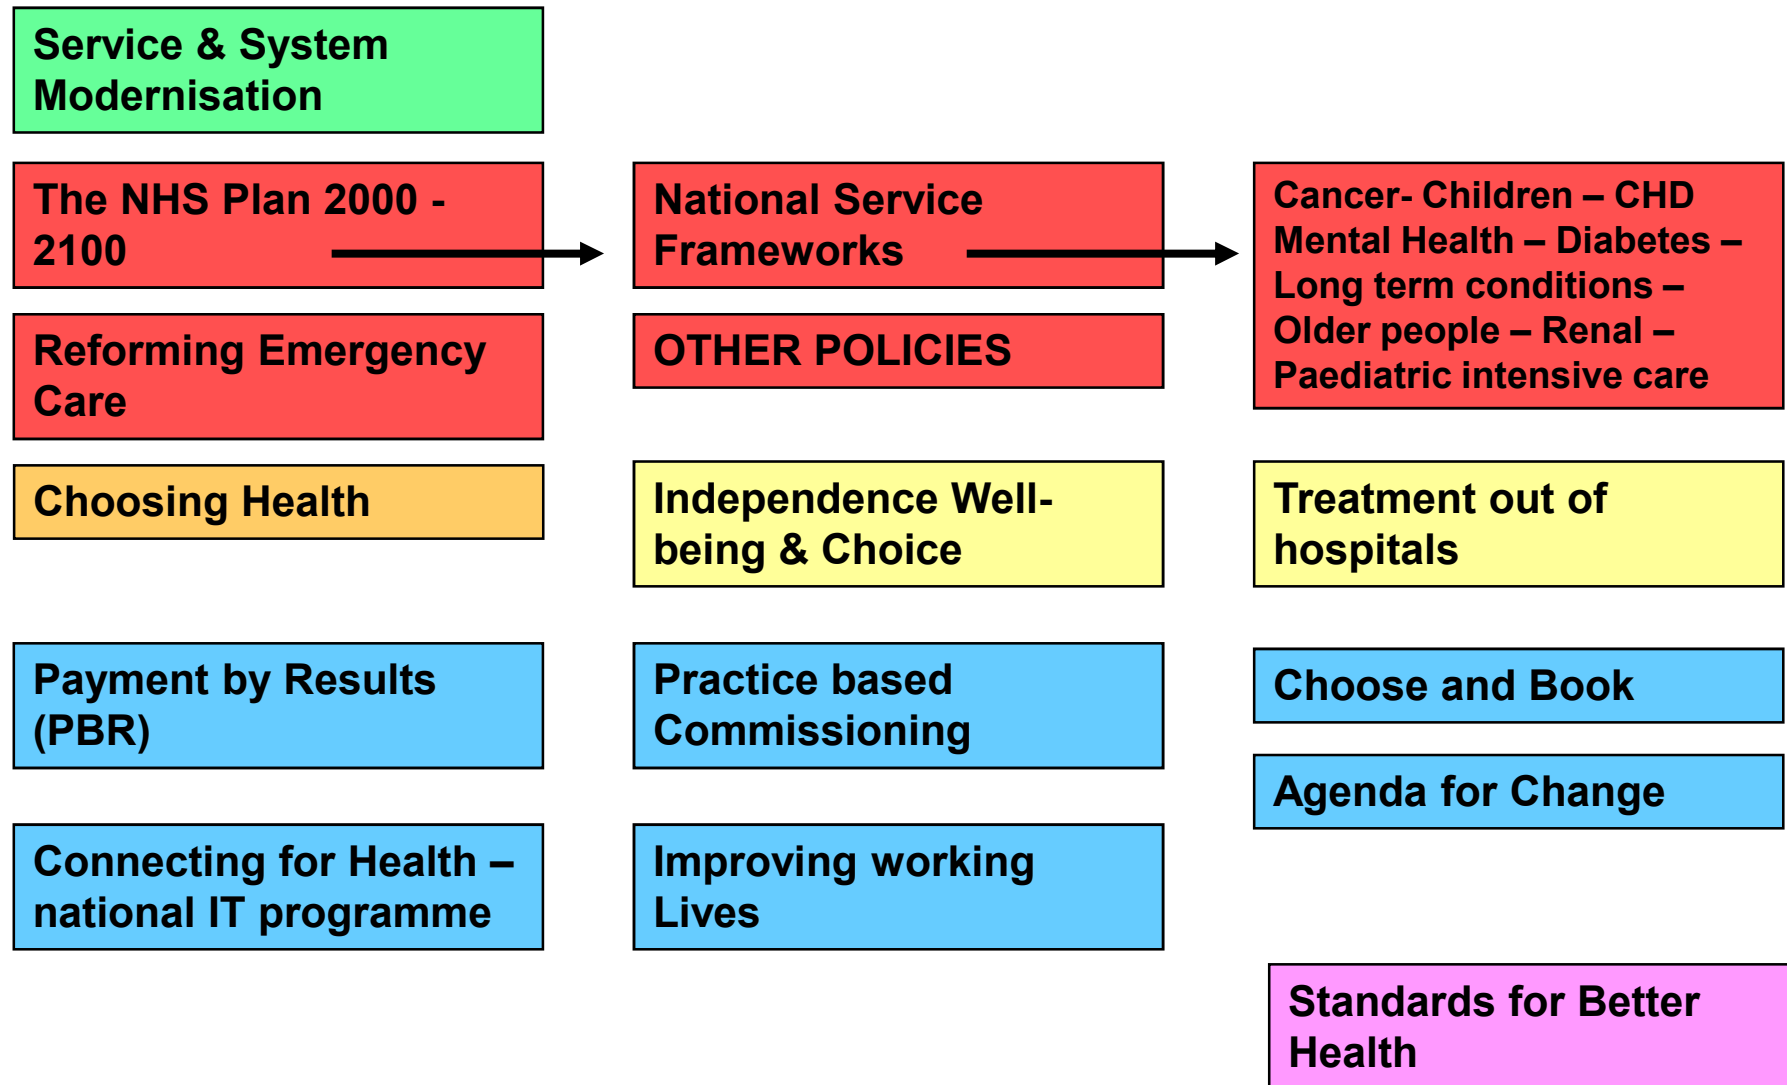 Service & System
Modernisation
The NHS Plan 2000 -
2100
National Service
Frameworks
Cancer- Children – CHD
Mental Health – Diabetes –
Long term conditions –
Older people – Renal –
Paediatric intensive care
Reforming Emergency
Care
OTHER POLICIES
Choosing Health
Independence Well-
being & Choice
Treatment out of
hospitals
Payment by Results
(PBR)
Practice based
Commissioning
Choose and Book
Agenda for Change
Connecting for Health –
national IT programme
Improving working
Lives
Standards for Better
Health